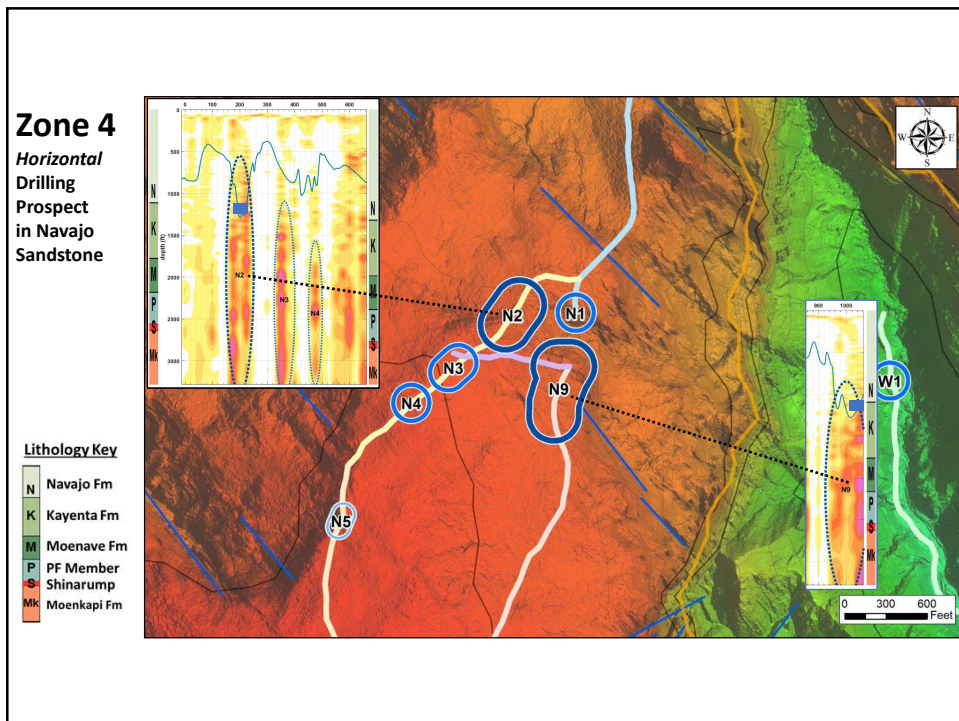 Zone 4
Horizontal
Drilling
Prospect
in Navajo
Sandstone
0 100 200 300 400 500 600
depth (ft)
0
500
1000
1500
2000
2500
3000
N
K
M
P
S
Mk
N2
N3
N4
N
K
M
P
S
Mk
N
W E
S
N1
N2
N3
N4
N5
N9
W1
900 1000
N9
N
K
M
P
S
Mk
0 300 600
Feet
Lithology Key
N Navajo Fm
K Kayenta Fm
M Moenave Fm
P PF Member
S Shinarump
Mk Moenkapi Fm